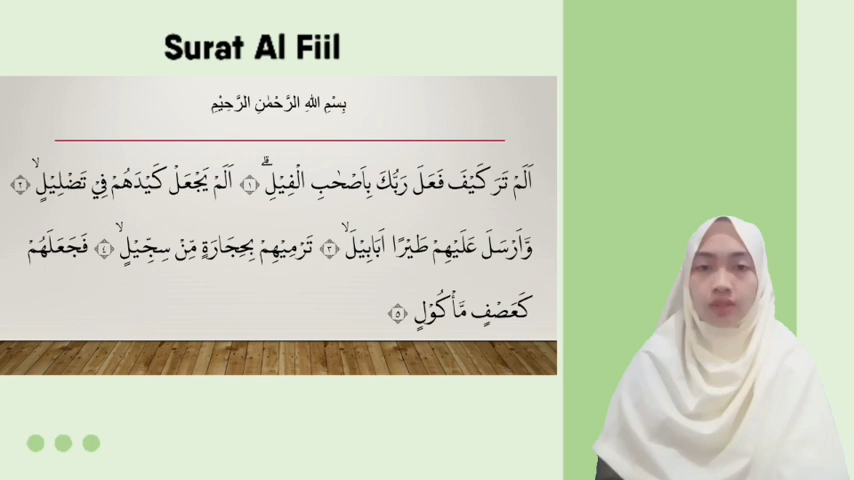 Surat Al Fiil
بِسْمِ اللهِ الرَّحْمٰنِ الرَّحِيْمِ
اَلَمْ تَرَ كَيْفَ فَعَلَ رَبُّكَ بِاَصْحٰبِ الْفِيْلِۗ ۝١ اَلَمْ يَجْعَلْ كَيْدَهُمْ فِيْ تَضْلِيْلٍۙ ۝٢
وَّاَرْسَلَ عَلَيْهِمْ طَيْرًا اَبَابِيْلَۙ ۝٣ تَرْمِيْهِمْ بِحِجَارَةٍ مِّنْ سِجِّيْلٍۙ ۝٤ فَجَعَلَهُمْ
كَعَصْفٍ مَّأْكُوْلٍ ۝٥